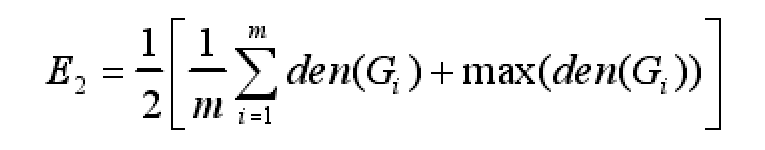 E_2 = \frac{1}{2} \left[ \frac{1}{m} \sum_{i=1}^{m} den(G_i) + \max(den(G_i)) \right]